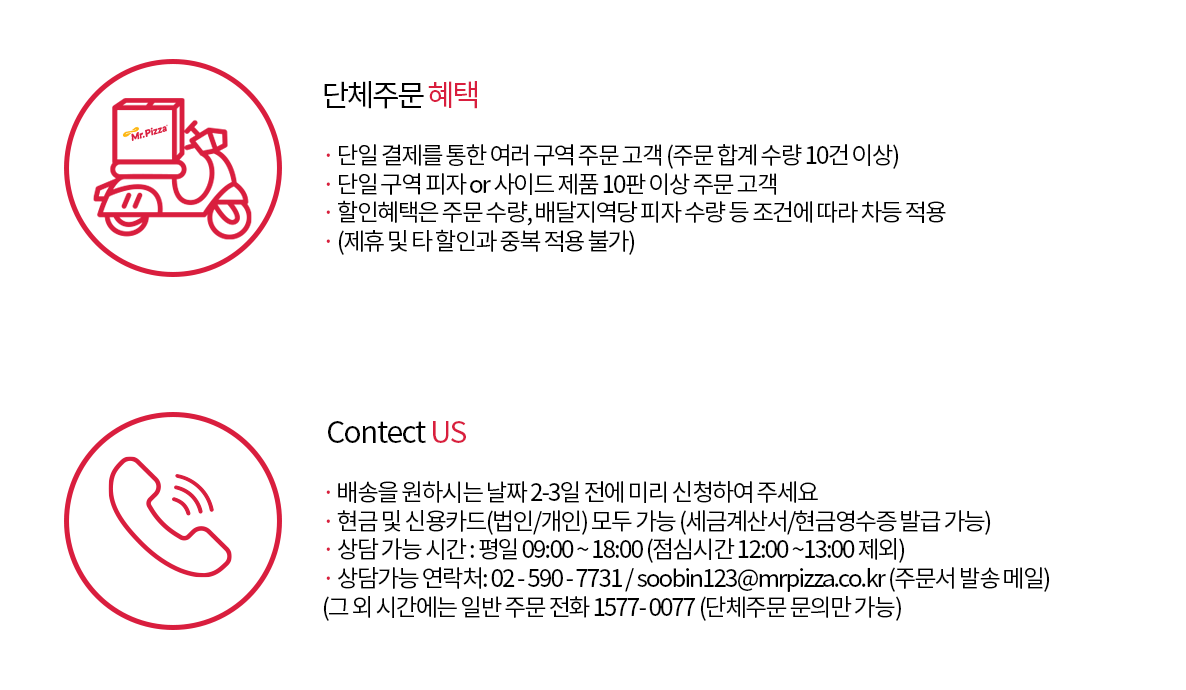 Mr.Pizza
단체주문 혜택
· 단일 결제를 통한 여러 구역 주문 고객 (주문 합계 수량 10건 이상)
· 단일 구역 피자 or 사이드 제품 10판 이상 주문 고객
· 할인혜택은 주문 수량, 배달지역당 피자 수량 등 조건에 따라 차등 적용
· (제휴 및 타 할인과 중복 적용 불가)
Contect US
· 배송을 원하시는 날짜 2-3일 전에 미리 신청하여 주세요
· 현금 및 신용카드(법인/개인) 모두 가능 (세금계산서/현금영수증 발급 가능)
· 상담 가능 시간 : 평일 09:00 ~ 18:00 (점심시간 12:00 ~13:00 제외)
· 상담가능 연락처: 02 - 590 - 7731 / soobin123@mrpizza.co.kr (주문서 발송 메일)
(그 외 시간에는 일반 주문 전화 1577- 0077 (단체주문 문의만 가능)